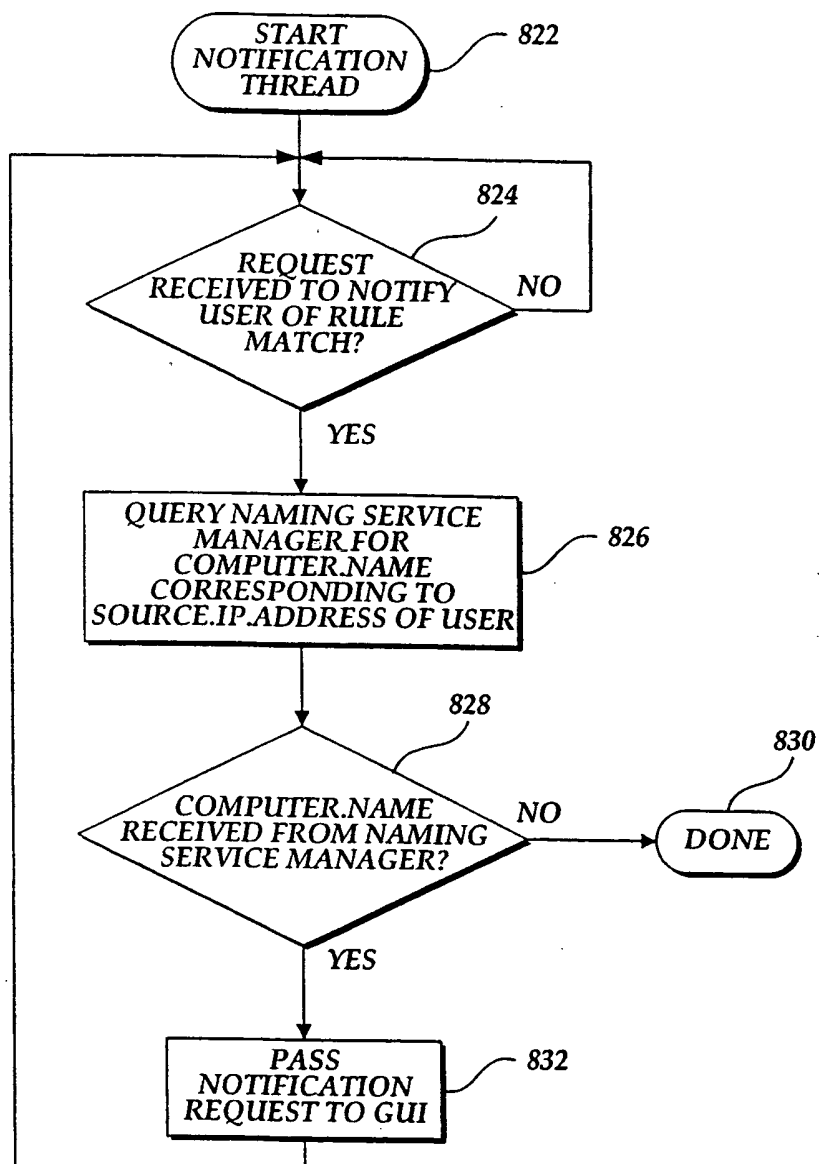 START
NOTIFICATION
THREAD
822
824
REQUEST
RECEIVED TO NOTIFY
USER OF RULE
MATCH?
NO
YES
QUERY NAMING SERVICE
MANAGER FOR
COMPUTER.NAME
CORRESPONDING TO
SOURCE.IP.ADDRESS OF USER
826
828
COMPUTER.NAME
RECEIVED FROM NAMING
SERVICE MANAGER?
NO
830
DONE
YES
PASS
NOTIFICATION
REQUEST TO GUI
832